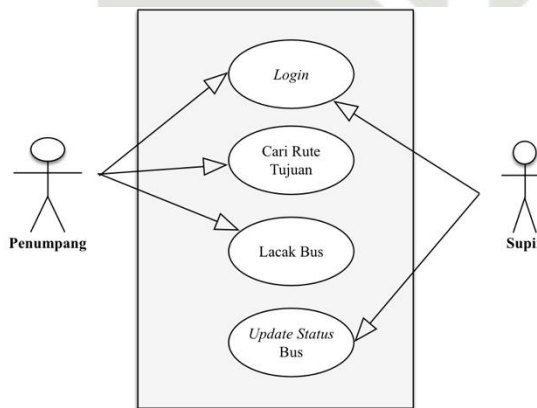 Login
Cari Rute
Tujuan
Penumpang
Lacak Bus
Update Status
Bus